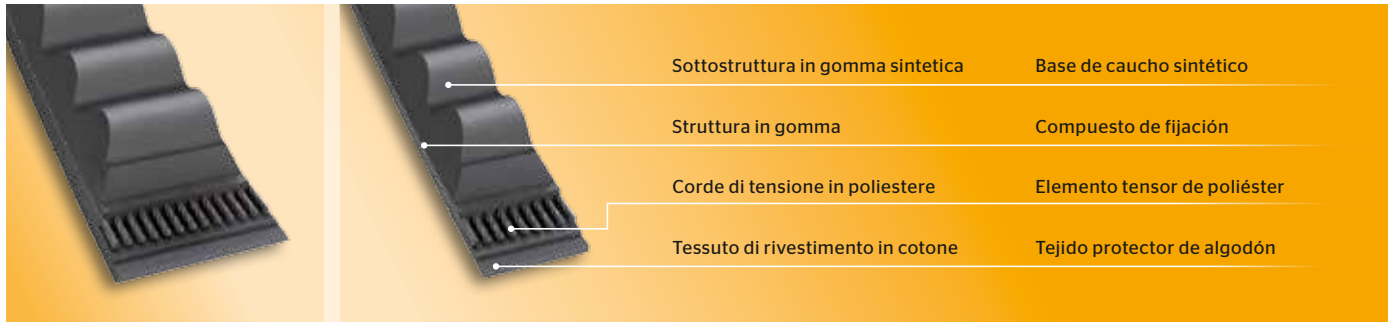 Sottostruttura in gomma sintetica Base de caucho sintético
Struttura in gomma Compuesto de fijación
Corde di tensione in poliestere Elemento tensor de poliéster
Tessuto di rivestimento in cotone Tejido protector de algodón